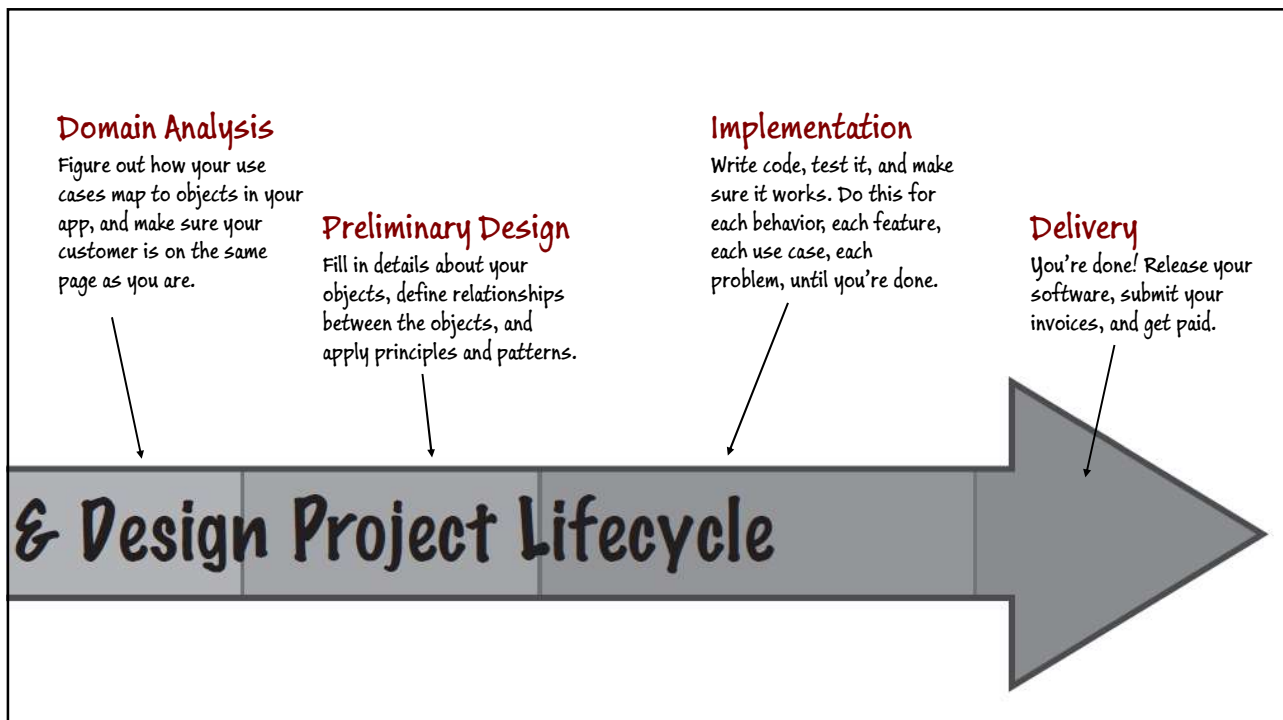 Domain Analysis
Figure out how your use
cases map to objects in your
app, and make sure your
customer is on the same
page as you are.
Preliminary Design
Fill in details about your
objects, define relationships
between the objects, and
apply principles and patterns.
Implementation
Write code, test it, and make
sure it works. Do this for
each behavior, each feature,
each use case, each
problem, until you're done.
Delivery
You're done! Release your
software, submit your
invoices, and get paid.
& Design Project Lifecycle